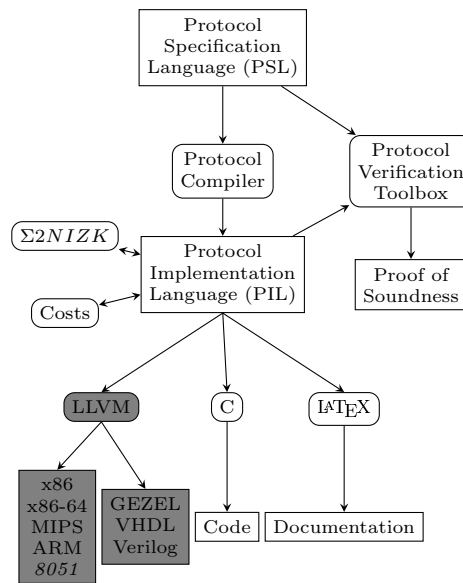 Protocol
Specification
Language (PSL)
Protocol
Compiler
Protocol
Verification
Toolbox
Σ2NIZK
Protocol
Implementation
Language (PIL)
Proof of
Soundness
Costs
LLVM
C
LATEX
x86
x86-64
MIPS
ARM
8051
GEZEL
VHDL
Verilog
Code
Documentation